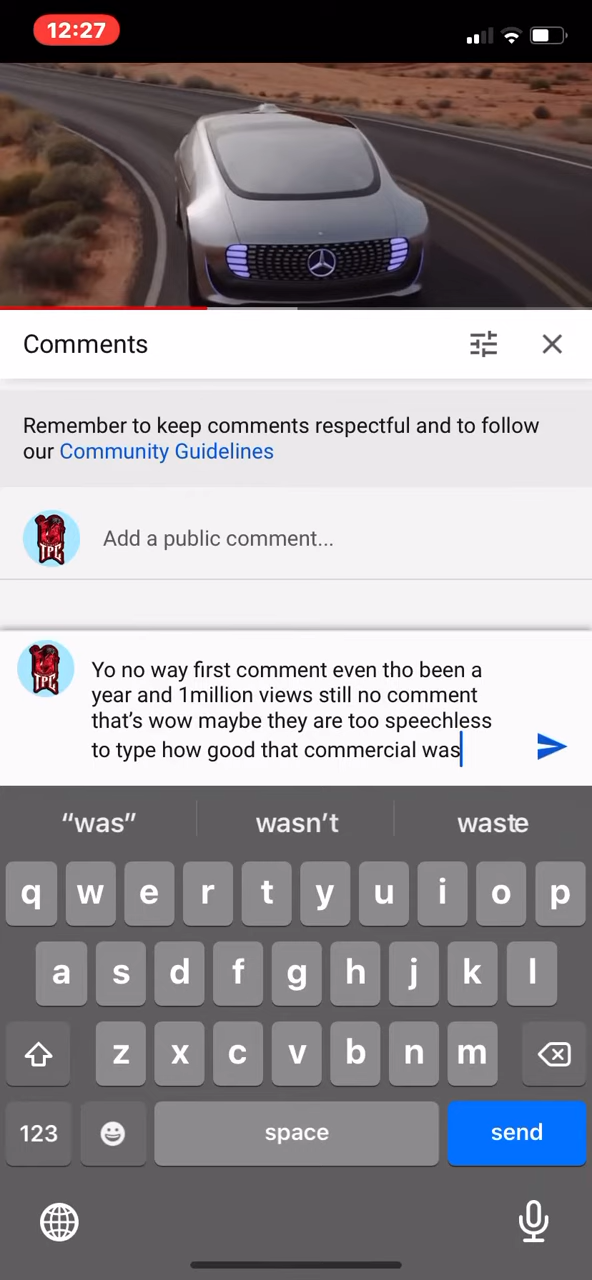 12:27
Comments
Remember to keep comments respectful and to follow
our Community Guidelines
TPC
Add a public comment...
TPC
Yo no way first comment even tho been a
year and 1million views still no comment
that’s wow maybe they are too speechless
to type how good that commercial was
“was” wasn’t waste
q w e r t y u i o p
a s d f g h j k l
z x c v b n m
123 space send